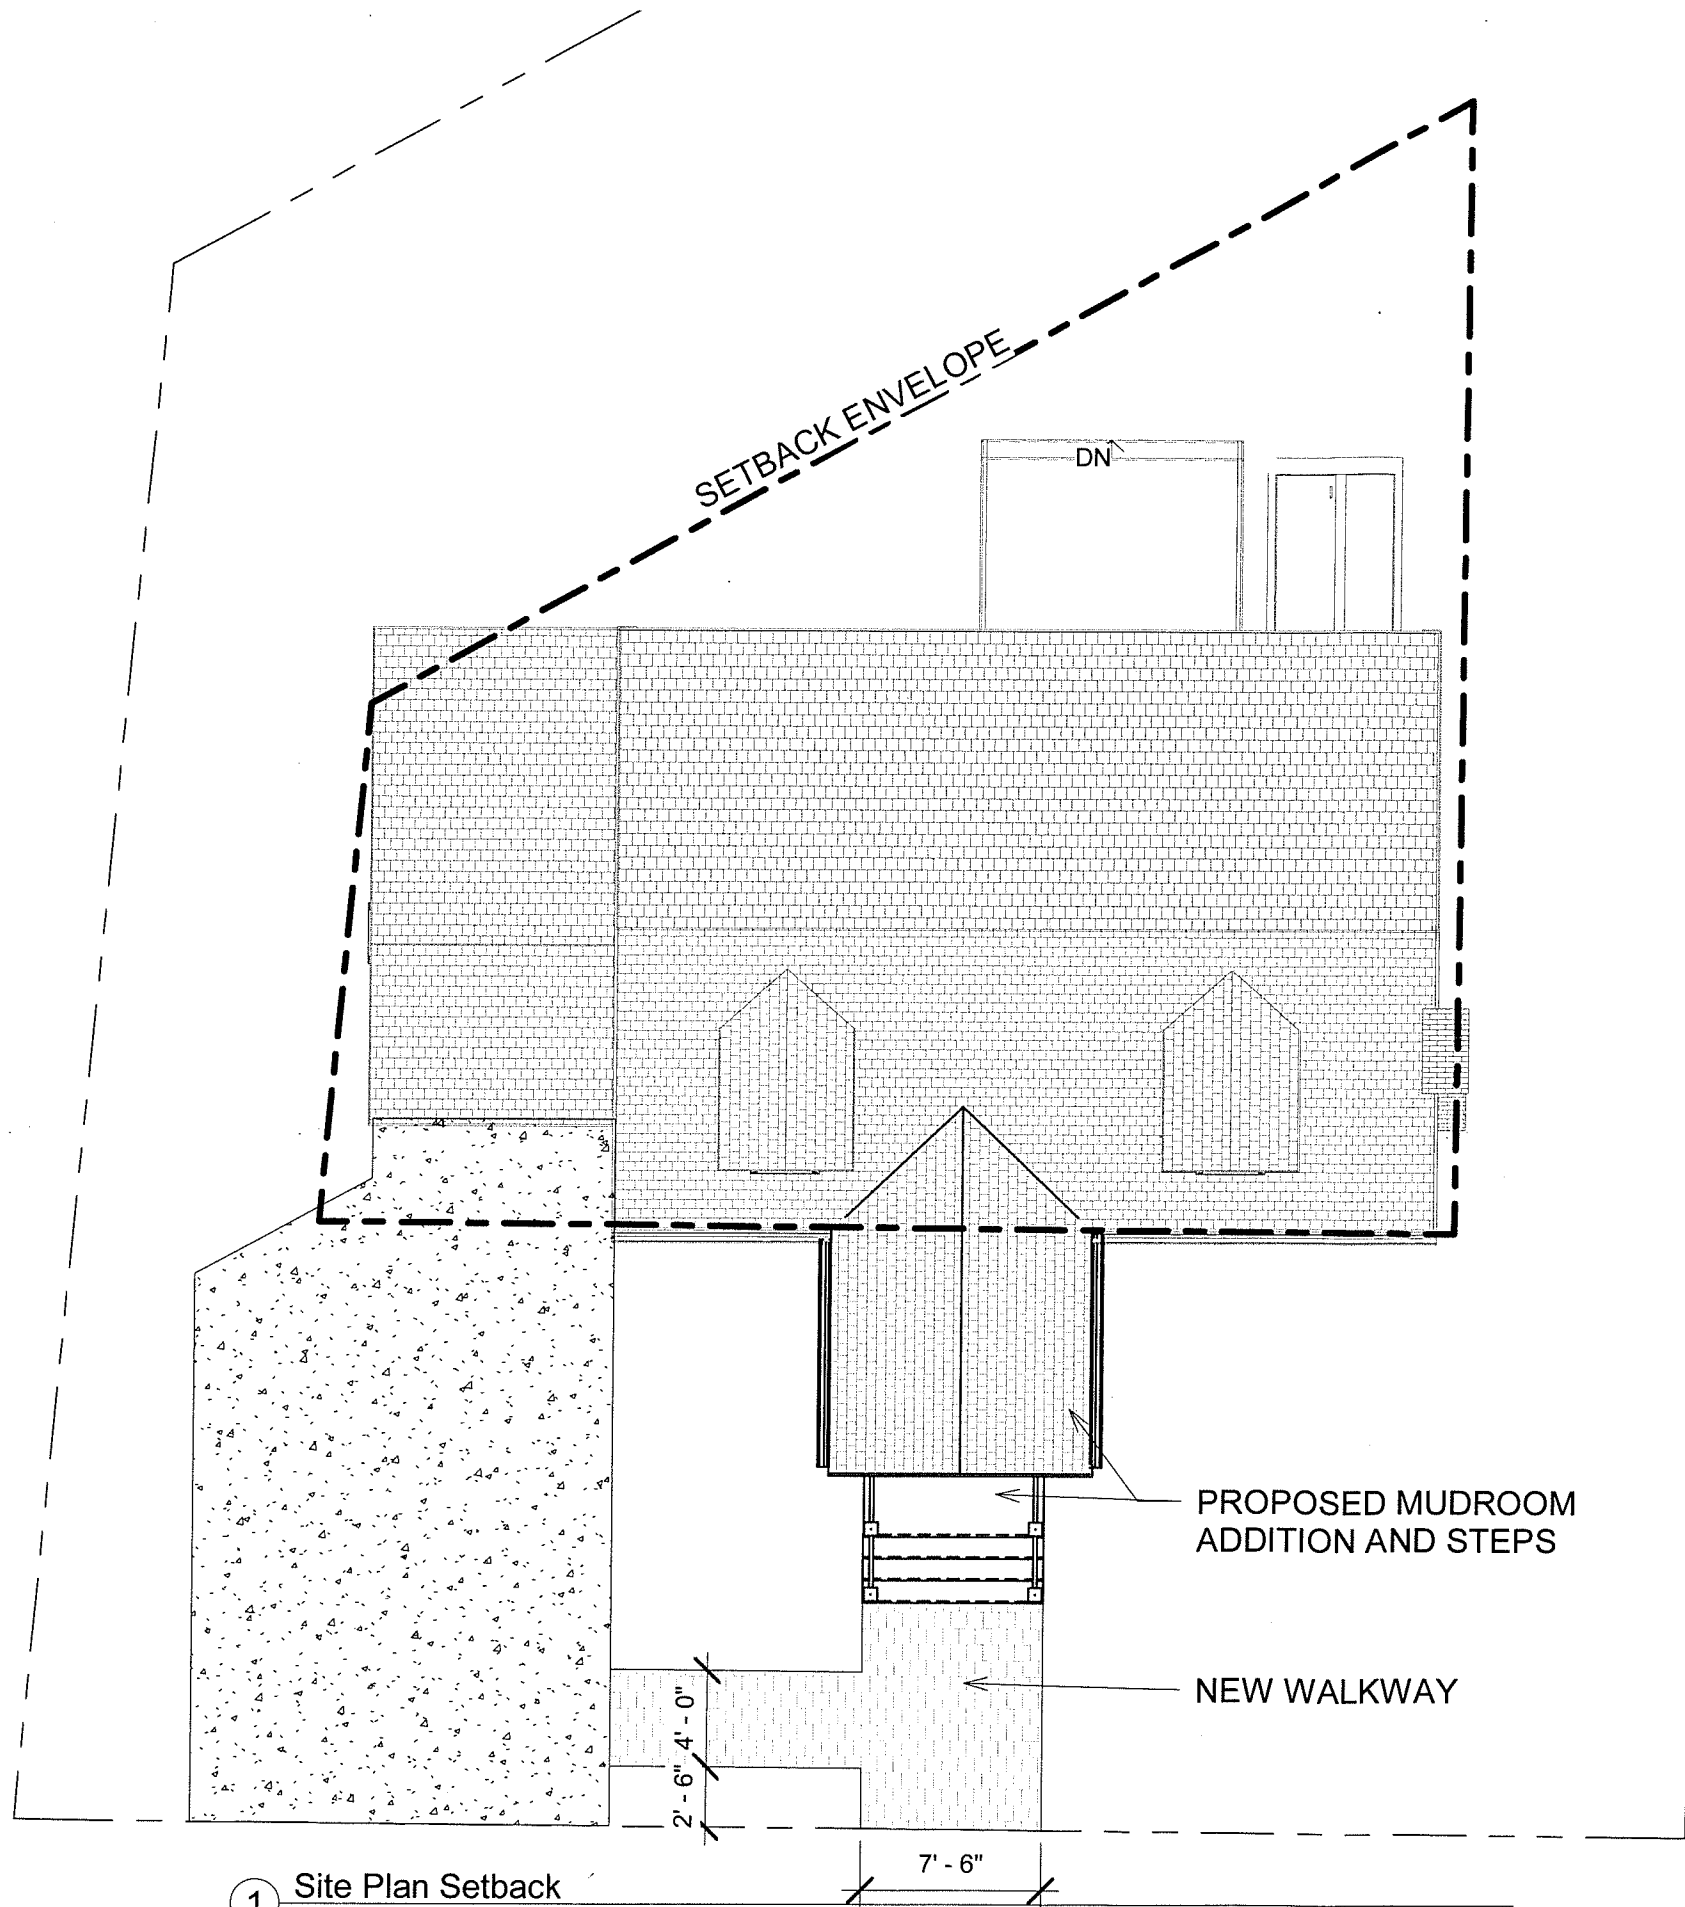 SETBACK ENVELOPE
DN
PROPOSED MUDROOM
ADDITION AND STEPS
NEW WALKWAY
4' - 0"
2' - 6"
7' - 6"
1 Site Plan Setback